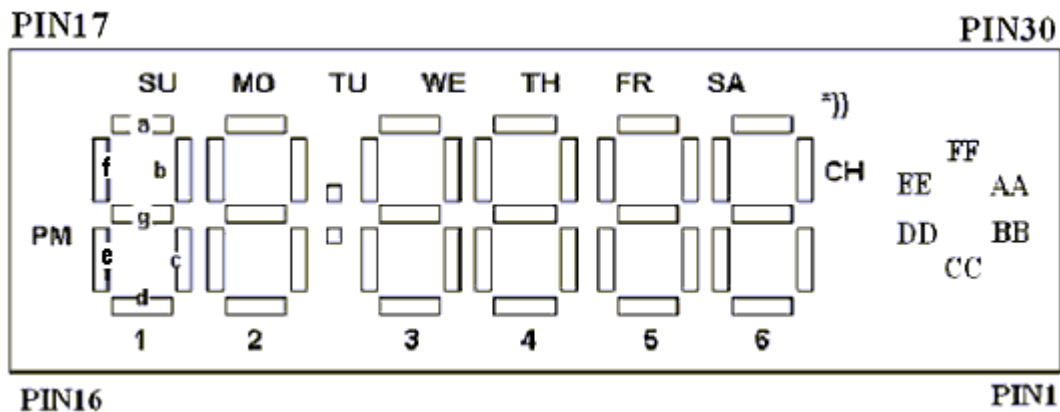 PIN17 PIN30
SU MO TU WE TH FR SA
a
f b
CH
FF
EE AA
g
PM
DD BB
e c
CC
d
1 2 3 4 5 6
PIN16 PIN1